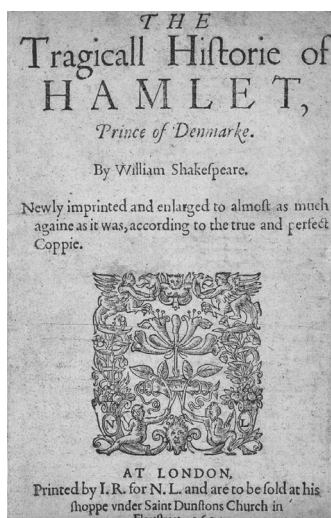 THE
Tragicall Hiſtorie of
HAMLET,
Prince of Denmarke.
By William Shakeſpeare.
Newly imprinted and enlarged to almoſt as much
againe as it was, according to the true and perfect
Coppie.
N L
AT LONDON,
Printed by I. R. for N. L. and are to be ſold at his
ſhoppe vnder Saint Dunſtons Church in